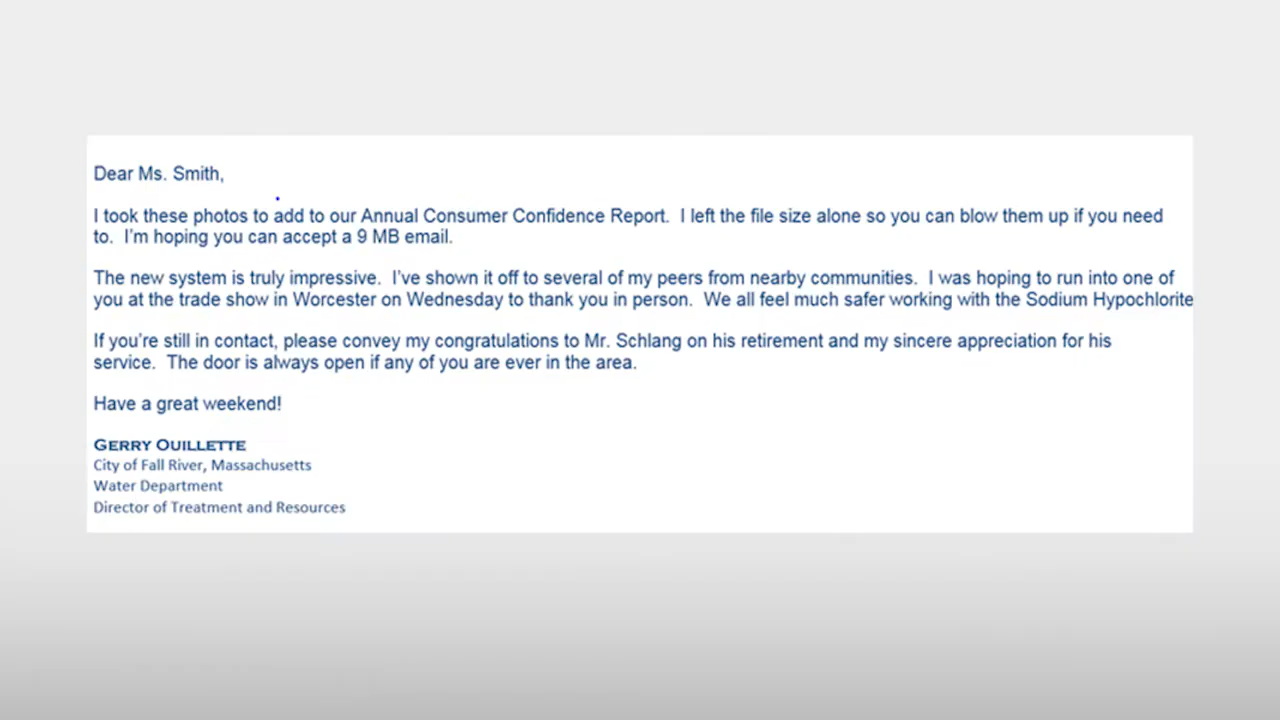 Dear Ms. Smith,
I took these photos to add to our Annual Consumer Confidence Report.  I left the file size alone so you can blow them up if you need
to.  I'm hoping you can accept a 9 MB email.
The new system is truly impressive.  I've shown it off to several of my peers from nearby communities.  I was hoping to run into one of
you at the trade show in Worcester on Wednesday to thank you in person.  We all feel much safer working with the Sodium Hypochlorite
If you're still in contact, please convey my congratulations to Mr. Schlang on his retirement and my sincere appreciation for his
service.  The door is always open if any of you are ever in the area.
Have a great weekend!
GERRY OUILLETTE
City of Fall River, Massachusetts
Water Department
Director of Treatment and Resources